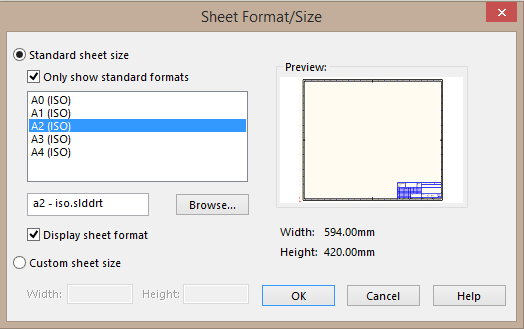 Sheet Format/Size
Standard sheet size
Only show standard formats
A0 (ISO)
A1 (ISO)
A2 (ISO)
A3 (ISO)
A4 (ISO)
a2 - iso.slddrt
Browse...
Display sheet format
Custom sheet size
Width:
Height:
Preview:
Width: 594.00mm
Height: 420.00mm
OK
Cancel
Help